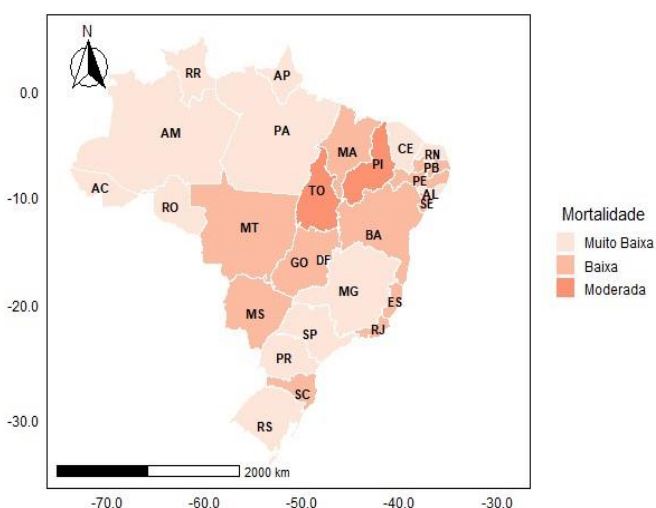 N
RR
AP
0.0
AM
PA
MA
CE
RN
PI
PB
PE
TO
AL
SE
AC
-10.0
RO
MT
BA
GO
DF
MG
MS
ES
-20.0
SP
RJ
PR
SC
RS
-30.0
2000 km
-70.0 -60.0 -50.0 -40.0 -30.0
Mortalidade
Muito Baixa
Baixa
Moderada